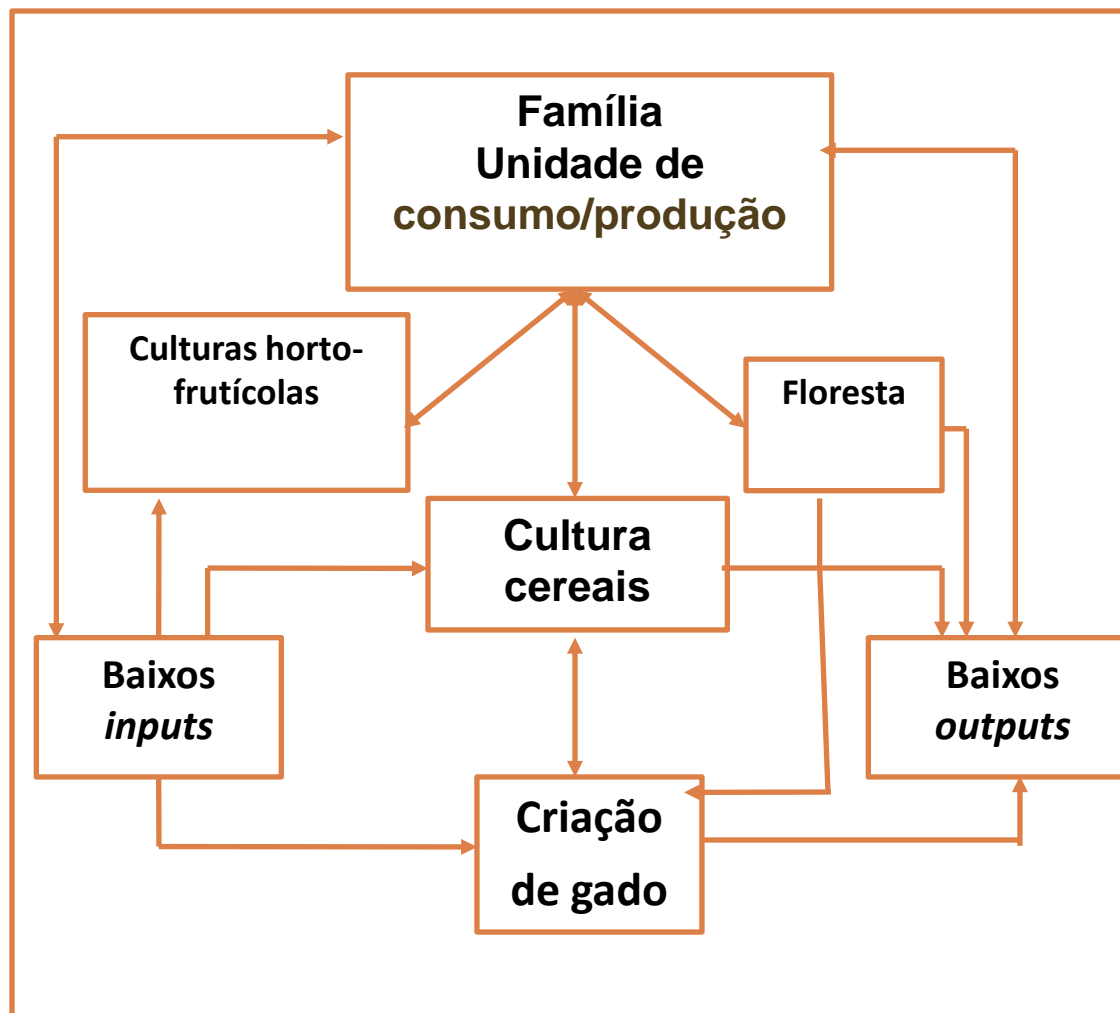 Família
Unidade de
consumo/produção
Culturas horto-
frutícolas
Floresta
Cultura
cereais
Baixos
inputs
Baixos
outputs
Criação
de gado